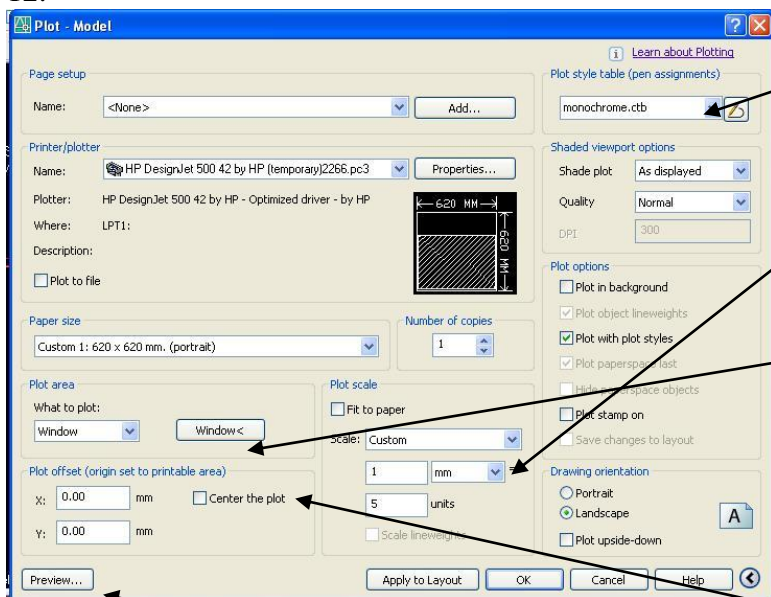 Plot - Model
Learn about Plotting
Page setup
Name: <None> Add...
Plot style table (pen assignments)
monochrome.ctb
Printer/plotter
Name: HP DesignJet 500 42 by HP (temporary)2266.pc3 Properties...
Plotter: HP DesignJet 500 42 by HP - Optimized driver - by HP
Where: LPT1:
Description:
Plot to file
620 MM
620 MM
Shaded viewport options
Shade plot As displayed
Quality Normal
DPI 300
Paper size
Custom 1: 620 x 620 mm. (portrait)
Number of copies
1
Plot options
Plot in background
Plot object lineweights
Plot with plot styles
Plot paperspace last
Hide paperspace objects
Plot stamp on
Save changes to layout
Plot area
What to plot:
Window Window<
Plot scale
Fit to paper
Scale: Custom
1 mm =
5 units
Scale lineweights
Plot offset (origin set to printable area)
X: 0.00 mm Center the plot
Y: 0.00 mm
Drawing orientation
Portrait
Landscape
Plot upside-down
A
Preview... Apply to Layout OK Cancel Help